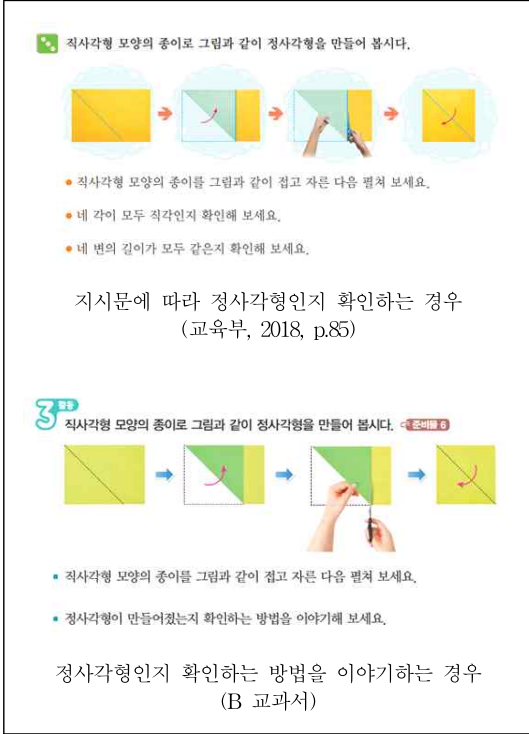 직사각형 모양의 종이로 그림과 같이 정사각형을 만들어 봅시다.
직사각형 모양의 종이를 그림과 같이 접고 자른 다음 펼쳐 보세요.
네 각이 모두 직각인지 확인해 보세요.
네 변의 길이가 모두 같은지 확인해 보세요.
지시문에 따라 정사각형인지 확인하는 경우
(교육부, 2018, p.85)
3 활동
직사각형 모양의 종이로 그림과 같이 정사각형을 만들어 봅시다. 준비물 6
직사각형 모양의 종이를 그림과 같이 접고 자른 다음 펼쳐 보세요.
정사각형이 만들어졌는지 확인하는 방법을 이야기해 보세요.
정사각형인지 확인하는 방법을 이야기하는 경우
(B 교과서)